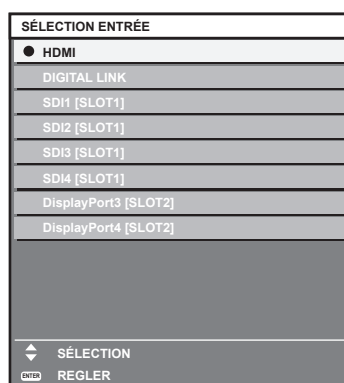 SÉLECTION ENTRÉE
HDMI
DIGITAL LINK
SDI1 [SLOT1]
SDI2 [SLOT1]
SDI3 [SLOT1]
SDI4 [SLOT1]
DisplayPort3 [SLOT2]
DisplayPort4 [SLOT2]
SÉLECTION
ENTER REGLER